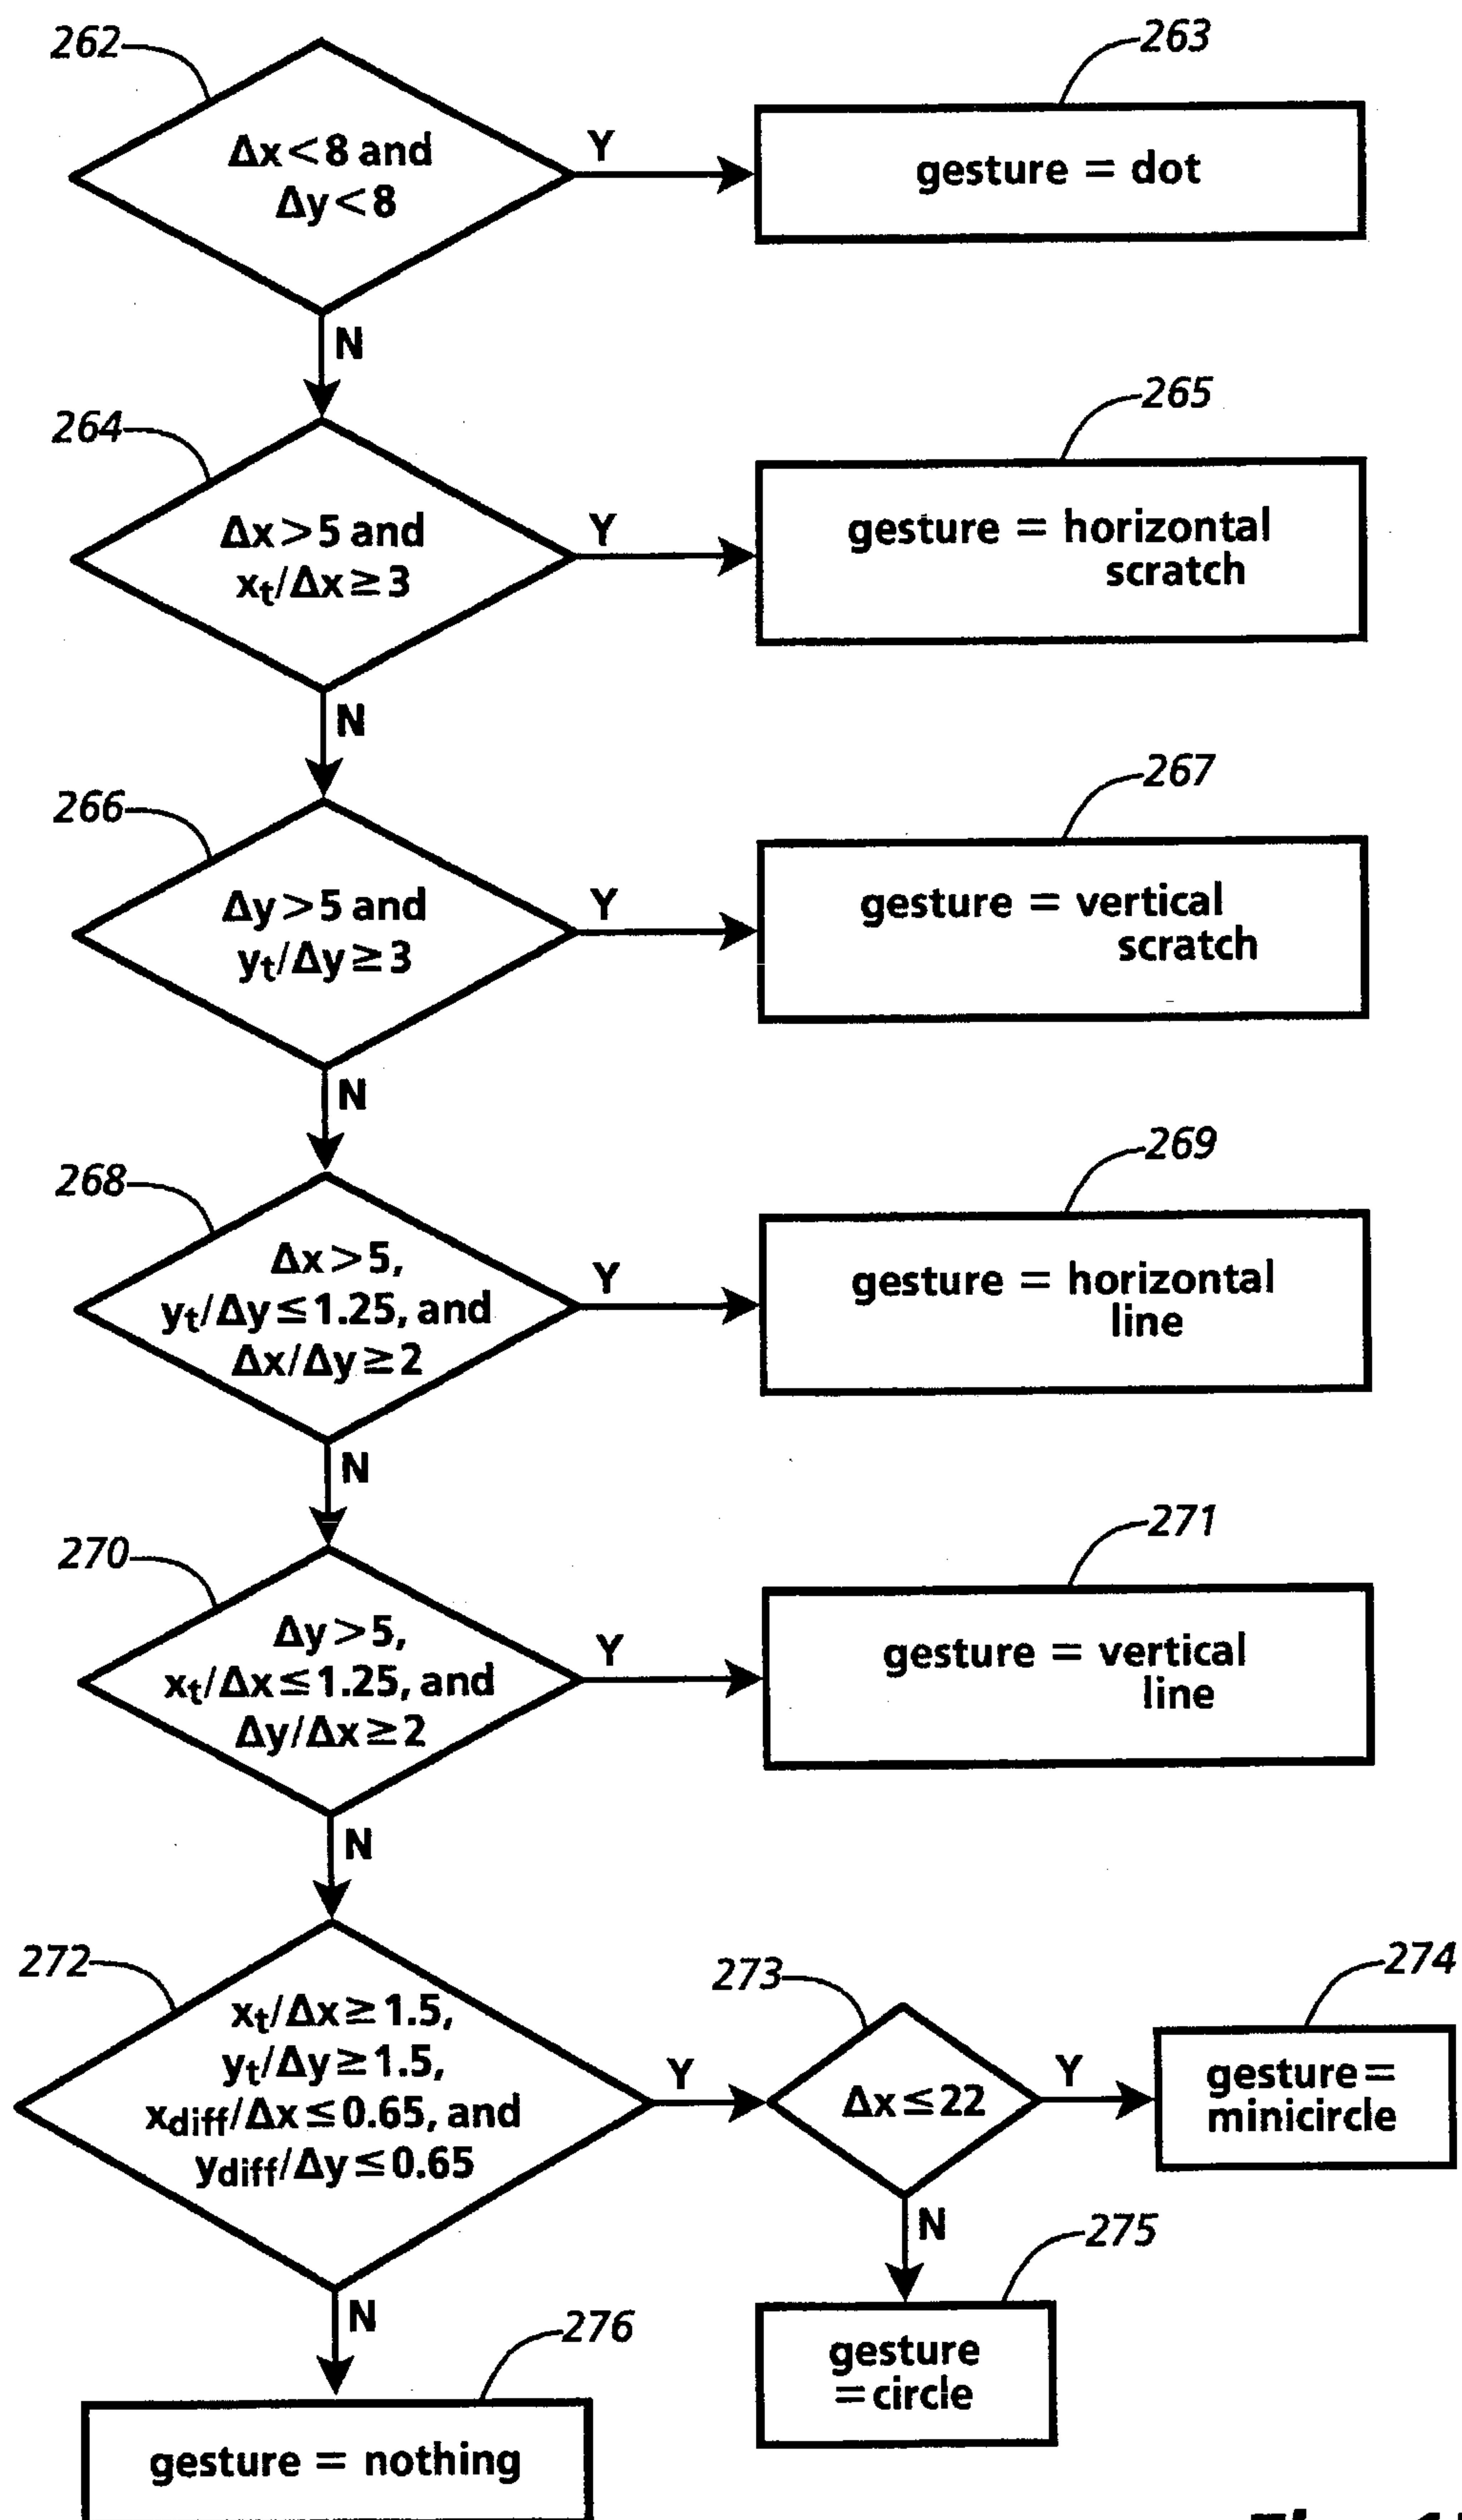 262
263
Δx<8 and
Δy<8
Y
gesture = dot
N
264
265
Δx>5 and
xt/Δx≥3
Y
gesture = horizontal
scratch
N
266
267
Δy>5 and
yt/Δy≥3
Y
gesture = vertical
scratch
N
268
269
Δx>5,
yt/Δy≤1.25, and
Δx/Δy≥2
Y
gesture = horizontal
line
N
270
271
Δy>5,
xt/Δx≤1.25, and
Δy/Δx≥2
Y
gesture = vertical
line
N
272
273
274
xt/Δx≥1.5,
yt/Δy≥1.5,
xdiff/Δx≤0.65, and
ydiff/Δy≤0.65
Y
Δx≤22
Y
gesture=
minicircle
N
275
gesture
=circle
N
276
gesture = nothing